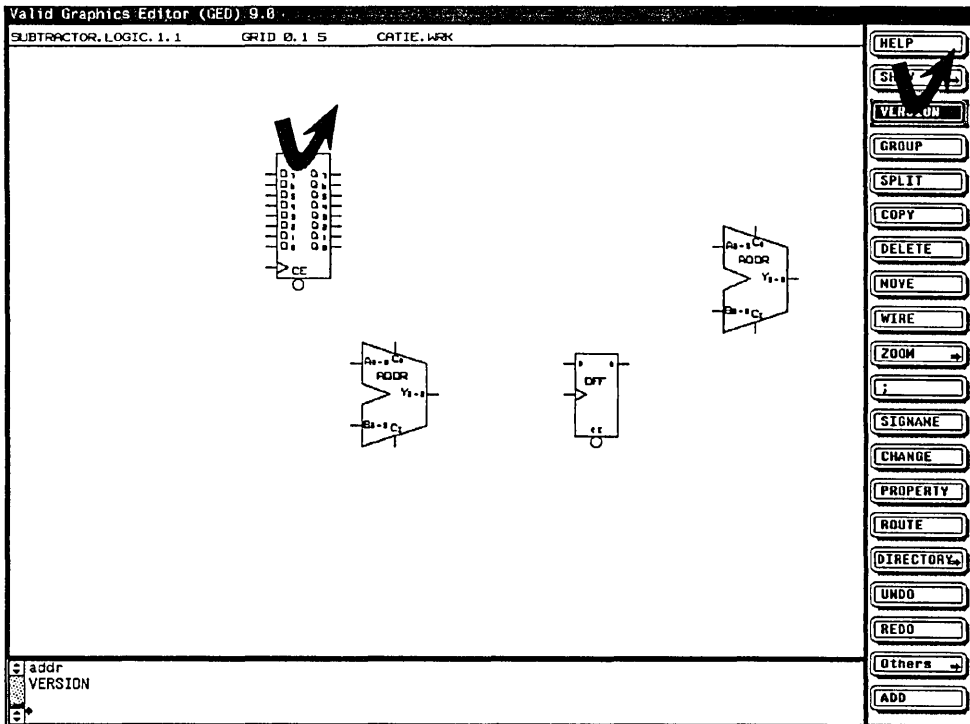 Valid Graphics Editor (GED) 9.0
SUBTRACTOR.LOGIC.1.1 GRID 0.1 5 CATIE.WRK
HELP
VERSION
GROUP
SPLIT
COPY
DELETE
MOVE
WIRE
ZOOM
;
SIGNAME
CHANGE
PROPERTY
ROUTE
DIRECTORY
UNDO
REDO
Others
ADD
CE
ADDR
ADDR
DFF
CE
addr
VERSION